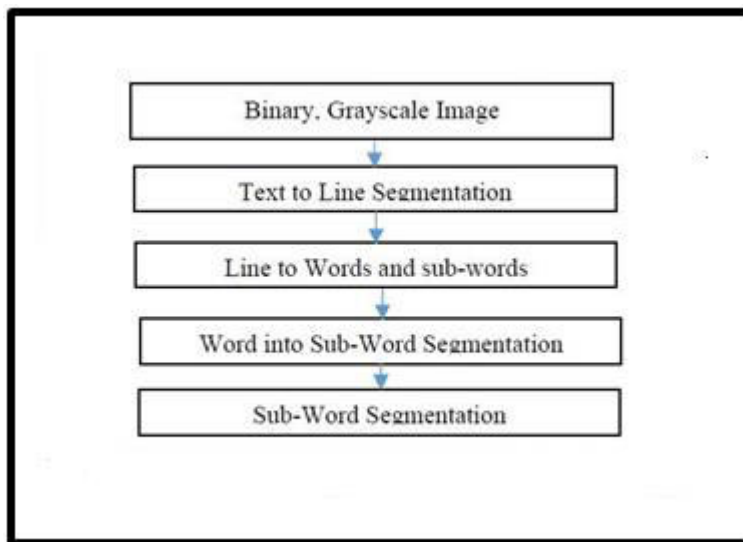 Binary, Grayscale Image
Text to Line Segmentation
Line to Words and sub-words
Word into Sub-Word Segmentation
Sub-Word Segmentation